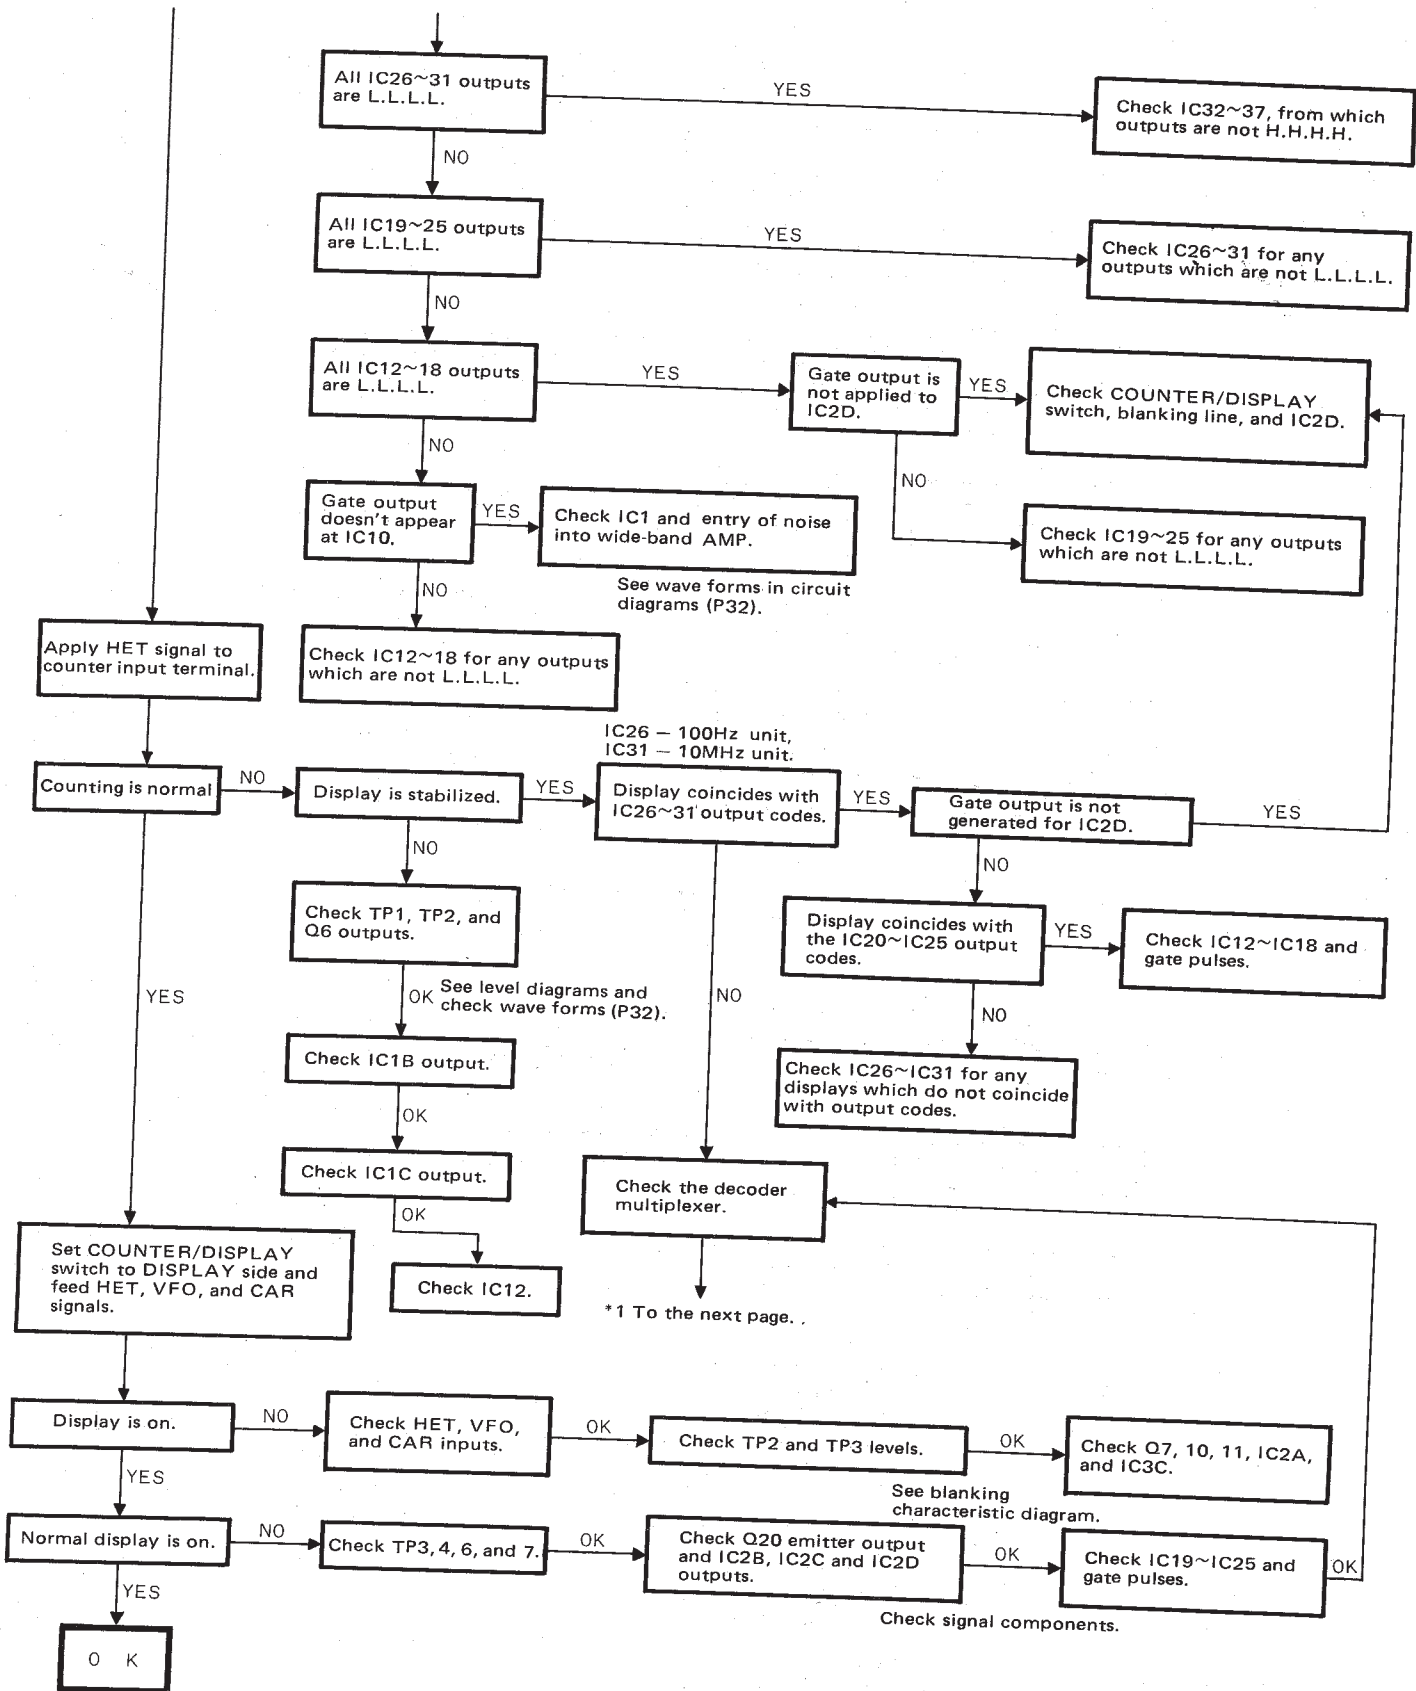 All IC26~31 outputs
are L.L.L.L.
YES
Check IC32~37, from which
outputs are not H.H.H.H.
NO
All IC19~25 outputs
are L.L.L.L.
YES
Check IC26~31 for any
outputs which are not L.L.L.L.
NO
All IC12~18 outputs
are L.L.L.L.
YES
Gate output is
not applied to
IC2D.
YES
Check COUNTER/DISPLAY
switch, blanking line, and IC2D.
NO
NO
Gate output
doesn't appear
at IC10.
YES
Check IC1 and entry of noise
into wide-band AMP.
Check IC19~25 for any outputs
which are not L.L.L.L.
See wave forms in circuit
diagrams (P32).
NO
Apply HET signal to
counter input terminal.
Check IC12~18 for any outputs
which are not L.L.L.L.
IC26 – 100Hz unit,
IC31 – 10MHz unit.
Counting is normal
NO
Display is stabilized.
YES
Display coincides with
IC26~31 output codes.
YES
Gate output is not
generated for IC2D.
YES
NO
NO
Check TP1, TP2, and
Q6 outputs.
Display coincides with
the IC20~IC25 output
codes.
YES
Check IC12~IC18 and
gate pulses.
YES
OK
See level diagrams and
check wave forms (P32).
NO
NO
Check IC1B output.
Check IC26~IC31 for any
displays which do not coincide
with output codes.
OK
Check IC1C output.
Check the decoder
multiplexer.
OK
Set COUNTER/DISPLAY
switch to DISPLAY side and
feed HET, VFO, and CAR
signals.
Check IC12.
*1 To the next page. .
Display is on.
NO
Check HET, VFO,
and CAR inputs.
OK
Check TP2 and TP3 levels.
OK
Check Q7, 10, 11, IC2A,
and IC3C.
YES
See blanking
characteristic diagram.
Normal display is on.
NO
Check TP3, 4, 6, and 7.
OK
Check Q20 emitter output
and IC2B, IC2C and IC2D
outputs.
OK
Check IC19~IC25 and
gate pulses.
OK
YES
Check signal components.
O K